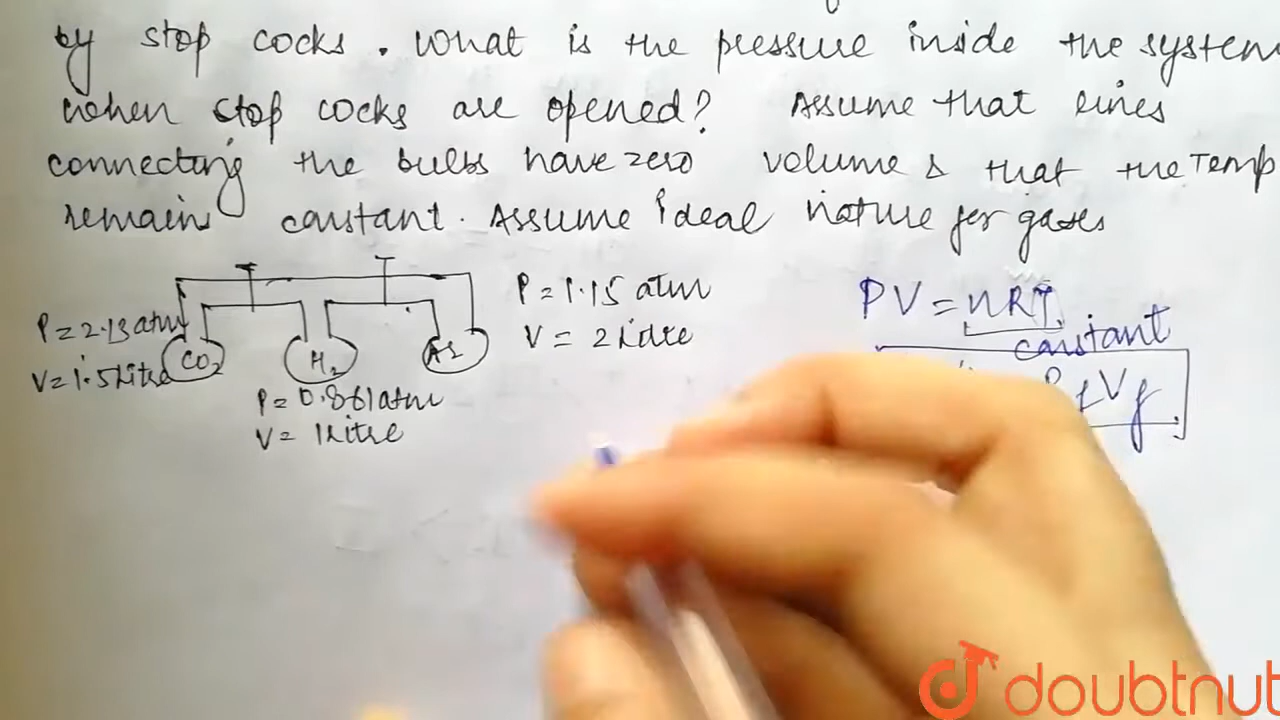 by stop cocks. What is the pressure inside the system
when stop cocks are opened? Assume that lines
connecting the bulbs have zero volume & that the Temp
remain constant. Assume ideal nature for gases
P = 2.13 atm
V = 1.5 Litre
CO2
H2
P = 0.861 atm
V = 1 Litre
Ar
P = 1.15 atm
V = 2 Litre
PV = nRT
constant
Vf
doubtnut